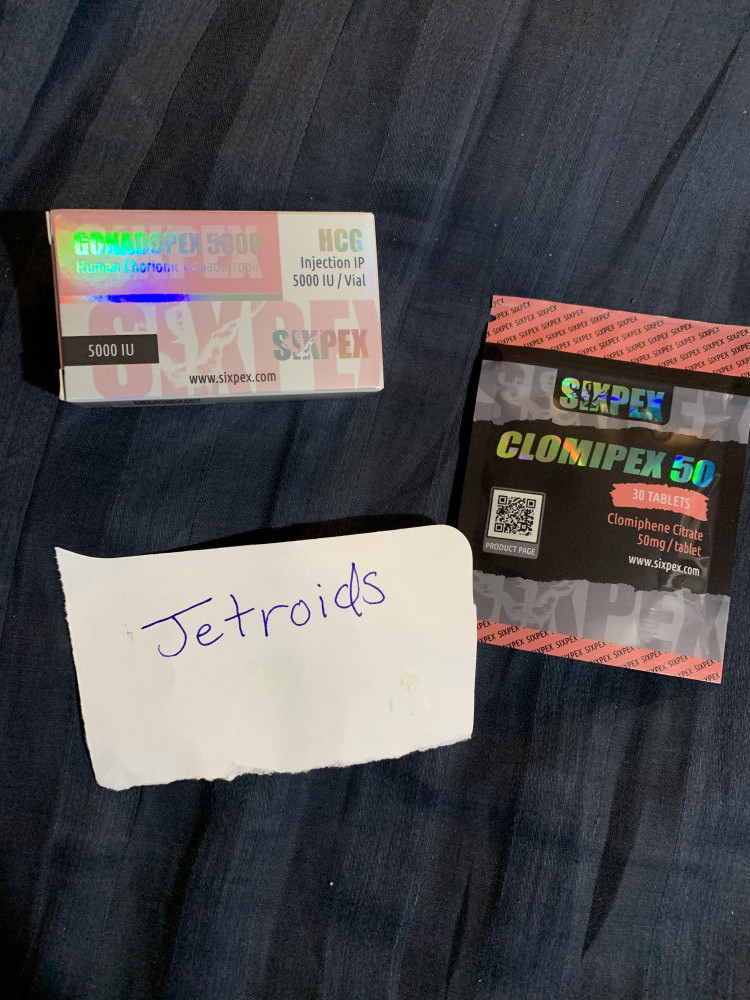 GONADOPEX 5000
Human Chorionic Gonadotropin
HCG
Injection IP
5000 IU / Vial
5000 IU
SIXPEX
www.sixpex.com
SIXPEX
CLOMIPEX 50
30 TABLETS
Clomiphene Citrate
50mg / tablet
www.sixpex.com
PRODUCT PAGE
Jetroids